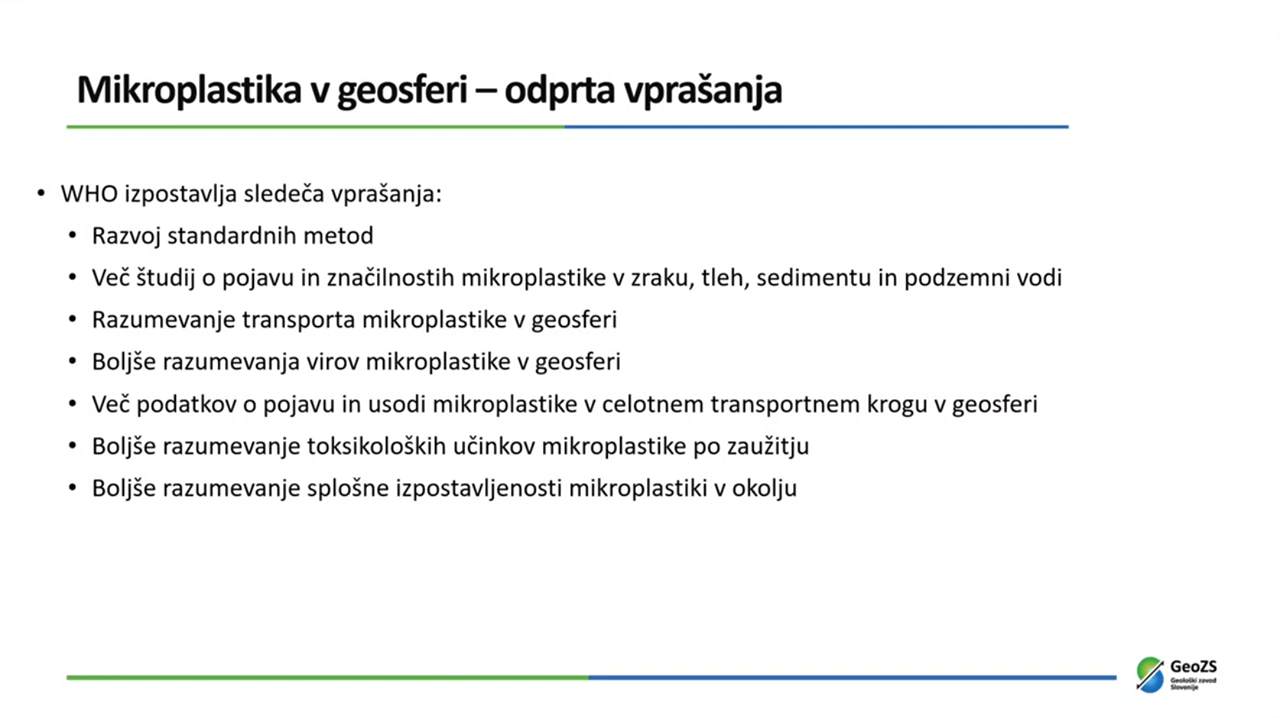 Mikroplastika v geosferi – odprta vprašanja
• WHO izpostavlja sledeča vprašanja:
• Razvoj standardnih metod
• Več študij o pojavu in značilnostih mikroplastike v zraku, tleh, sedimentu in podzemni vodi
• Razumevanje transporta mikroplastike v geosferi
• Boljše razumevanja virov mikroplastike v geosferi
• Več podatkov o pojavu in usodi mikroplastike v celotnem transportnem krogu v geosferi
• Boljše razumevanje toksikoloških učinkov mikroplastike po zaužitju
• Boljše razumevanje splošne izpostavljenosti mikroplastiki v okolju
GeoZS
Geološki zavod
Slovenije